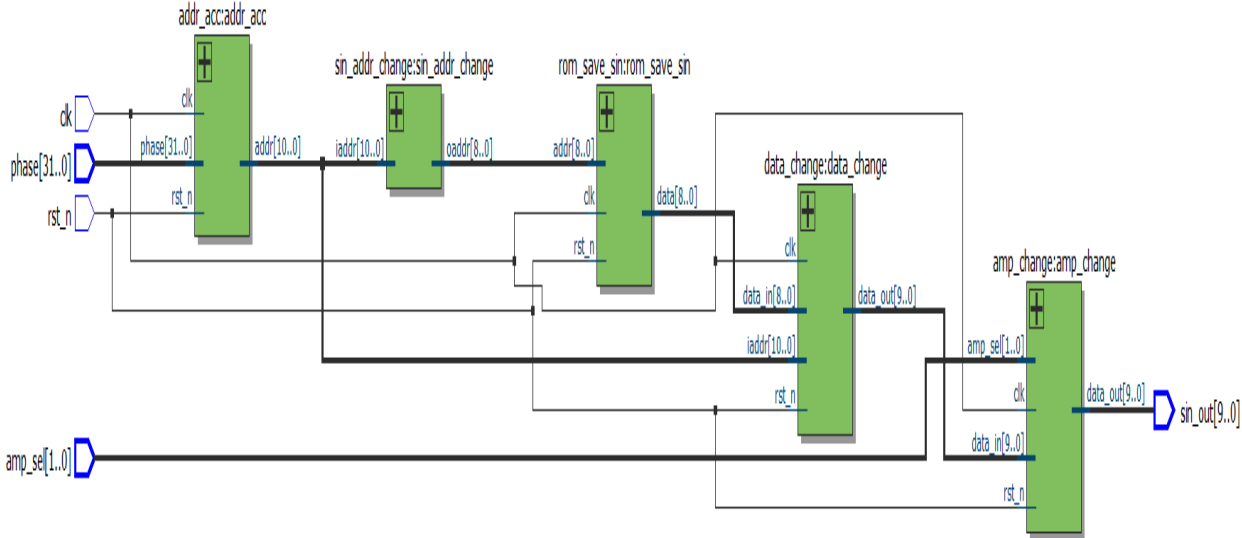 addr_acc:addr_acc
clk
phase[31..0]
rst_n
addr[10..0]
clk
phase[31..0]
rst_n
amp_sel[1..0]
sin_addr_change:sin_addr_change
iaddr[10..0]
oaddr[8..0]
rom_save_sin:rom_save_sin
addr[8..0]
clk
rst_n
data[8..0]
data_change:data_change
clk
data_in[8..0]
iaddr[10..0]
rst_n
data_out[9..0]
amp_change:amp_change
amp_sel[1..0]
clk
data_in[9..0]
rst_n
data_out[9..0]
sin_out[9..0]